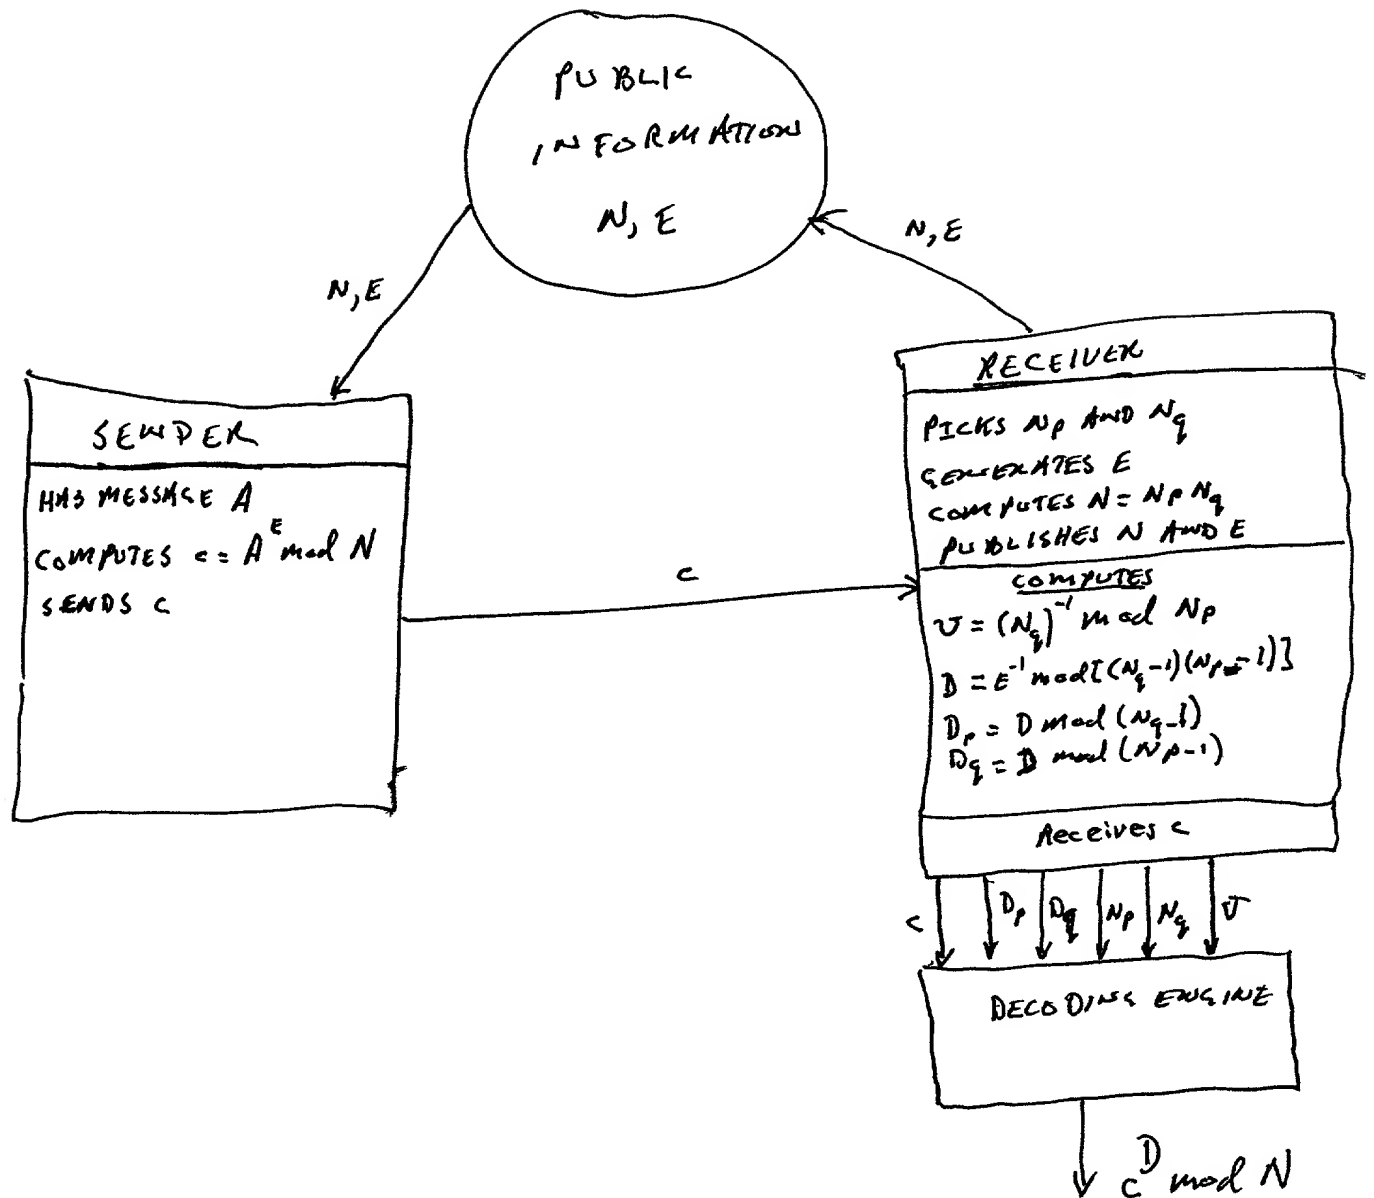 PUBLIC
INFORMATION
N, E
N, E
N, E
RECEIVER
PICKS Np AND Nq
GENERATES E
COMPUTES N = Np Nq
PUBLISHES N AND E
COMPUTES
U = (Nq)^-1 mod Np
D = E^-1 mod[(Nq-1)(Np-1)]
Dp = D mod (Nq-1)
Dq = D mod (Np-1)
Receives c
SENDER
HAS MESSAGE A
COMPUTES c = A^E mod N
SENDS C
C
C Dp Dq Np Nq U
DECODING ENGINE
c^D mod N